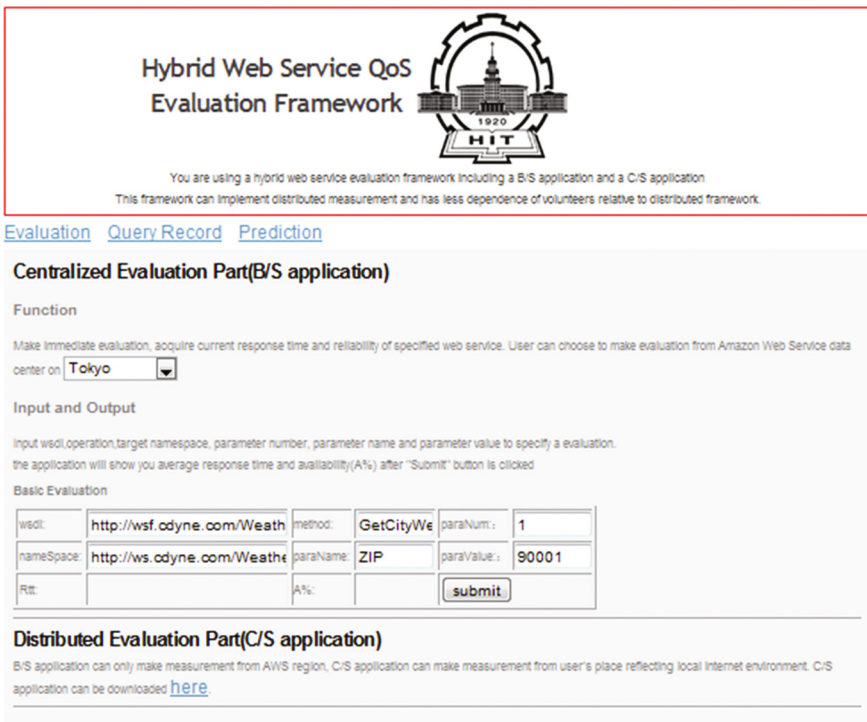 Hybrid Web Service QoS
Evaluation Framework
1920
HIT
You are using a hybrid web service evaluation framework including a B/S application and a C/S application
This framework can implement distributed measurement and has less dependence of volunteers relative to distributed framework.
Evaluation Query Record Prediction
Centralized Evaluation Part(B/S application)
Function
Make immediate evaluation, acquire current response time and reliability of specified web service. User can choose to make evaluation from Amazon Web Service data
center on Tokyo
Input and Output
Input wsdl,operation,target namespace, parameter number, parameter name and parameter value to specify a evaluation.
the application will show you average response time and availability(A%) after "Submit" button is clicked
Basic Evaluation
wsdl: http://wsf.cdyne.com/Weath method: GetCityWe paraNum:: 1
nameSpace: http://ws.cdyne.com/Weathe paraName: ZIP paraValue:: 90001
Rtt: A%: submit
Distributed Evaluation Part(C/S application)
B/S application can only make measurement from AWS region, C/S application can make measurement from user's place reflecting local Internet environment. C/S
application can be downloaded here.